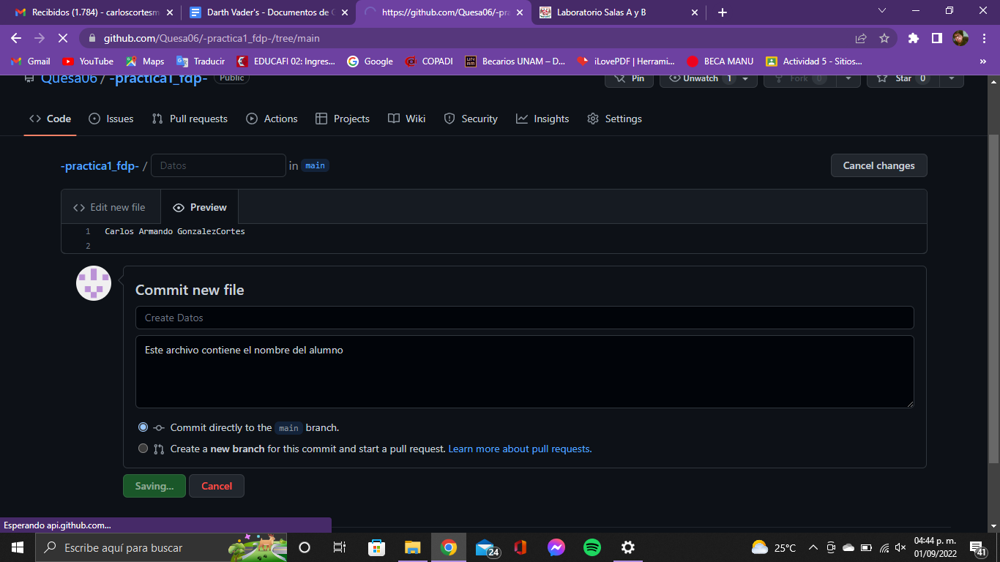 Recibidos (1.784) - carloscortesm
Darth Vader's - Documentos de G
https://github.com/Quesa06/-pra
Laboratorio Salas A y B
github.com/Quesa06/-practica1_fdp-/tree/main
Gmail
YouTube
Maps
Traducir
EDUCAFI 02: Ingres...
Google
COPADI
Becarios UNAM – D...
iLovePDF | Herrami...
BECA MANU
Actividad 5 - Sitios...
»
Quesa06 / -practica1_fdp-
Public
Pin
Unwatch 1
Fork 0
Star 0
Code
Issues
Pull requests
Actions
Projects
Wiki
Security
Insights
Settings
-practica1_fdp- / Datos in main
Cancel changes
Edit new file
Preview
1 Carlos Armando GonzalezCortes
2
Commit new file
Create Datos
Este archivo contiene el nombre del alumno
Commit directly to the main branch.
Create a new branch for this commit and start a pull request. Learn more about pull requests.
Saving...
Cancel
Esperando api.github.com...
Escribe aquí para buscar
24
25°C
04:44 p. m.
01/09/2022
41